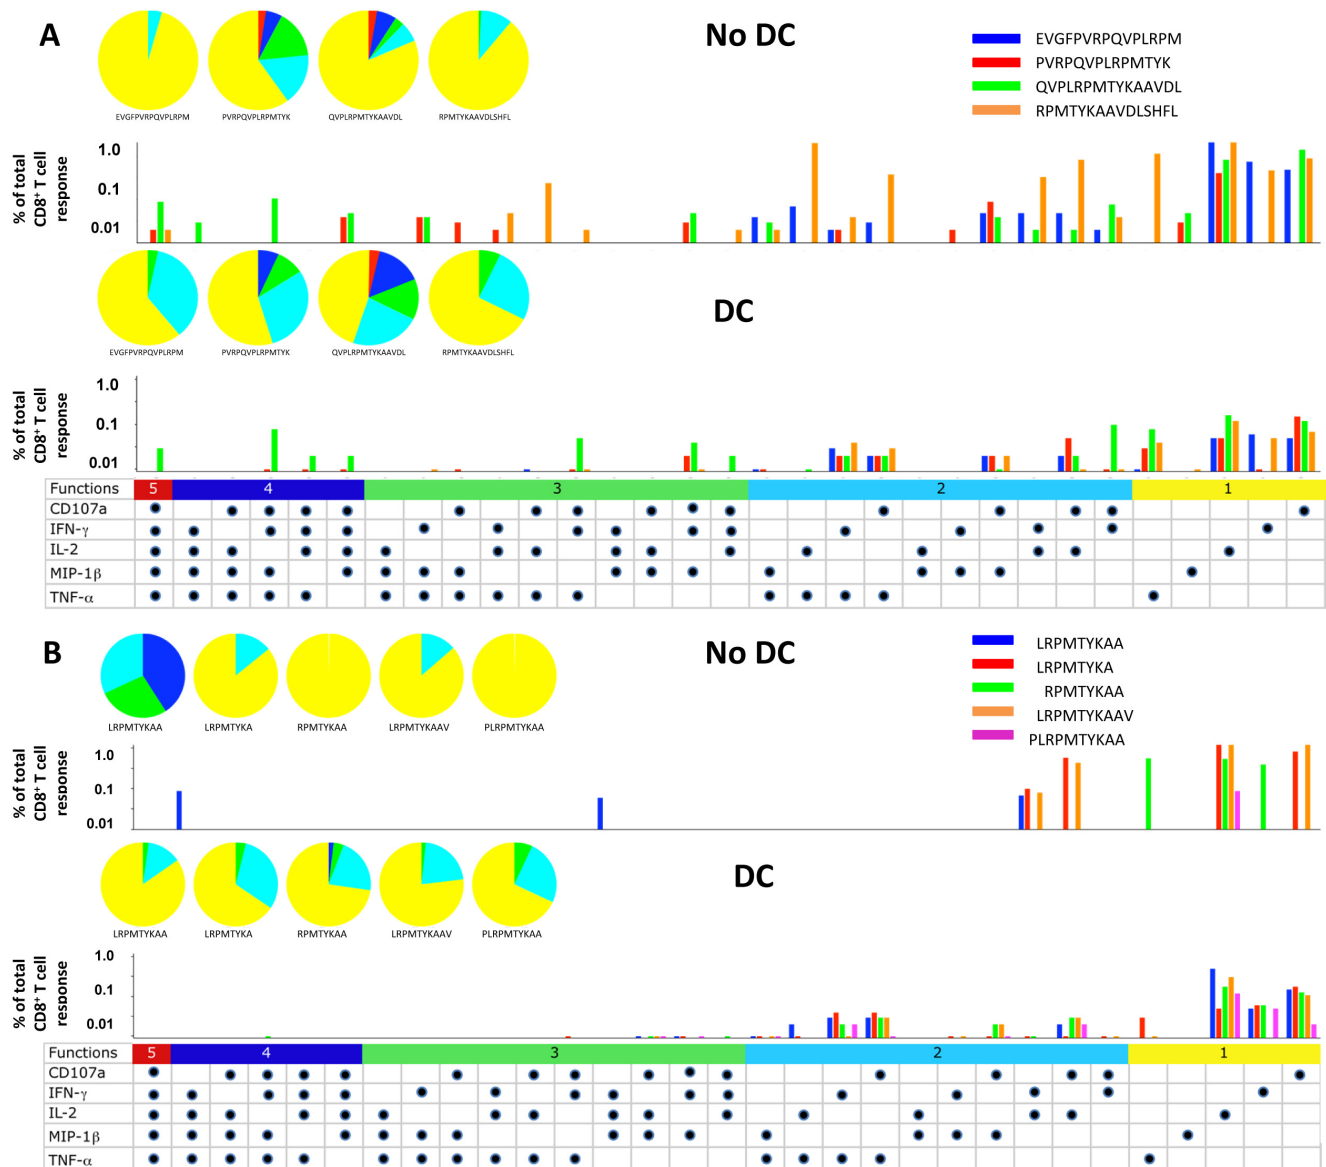 A
No DC
EVGFPVRPQVPLRPM
PVRPQVPLRPMTYK
QVPLRPMTYKAAVDL
RPMTYKAAVDLSHFL
EVGFPVRPQVPLRPM
PVRPQVPLRPMTYK
QVPLRPMTYKAAVDL
RPMTYKAAVDLSHFL
% of total
CD8+ T cell
response
1.0
0.1
0.01
DC
EVGFPVRPQVPLRPM
PVRPQVPLRPMTYK
QVPLRPMTYKAAVDL
RPMTYKAAVDLSHFL
% of total
CD8+ T cell
response
1.0
0.1
0.01
Functions 5 4 3 2 1
CD107a
IFN-γ
IL-2
MIP-1β
TNF-α
B
No DC
LRPMTYKAA
LRPMTYKA
RPMTYKAA
LRPMTYKAAV
PLRPMTYKAA
LRPMTYKAA
LRPMTYKA
RPMTYKAA
LRPMTYKAAV
PLRPMTYKAA
% of total
CD8+ T cell
response
1.0
0.1
0.01
DC
LRPMTYKAA
LRPMTYKA
RPMTYKAA
LRPMTYKAAV
PLRPMTYKAA
% of total
CD8+ T cell
response
1.0
0.1
0.01
Functions 5 4 3 2 1
CD107a
IFN-γ
IL-2
MIP-1β
TNF-α